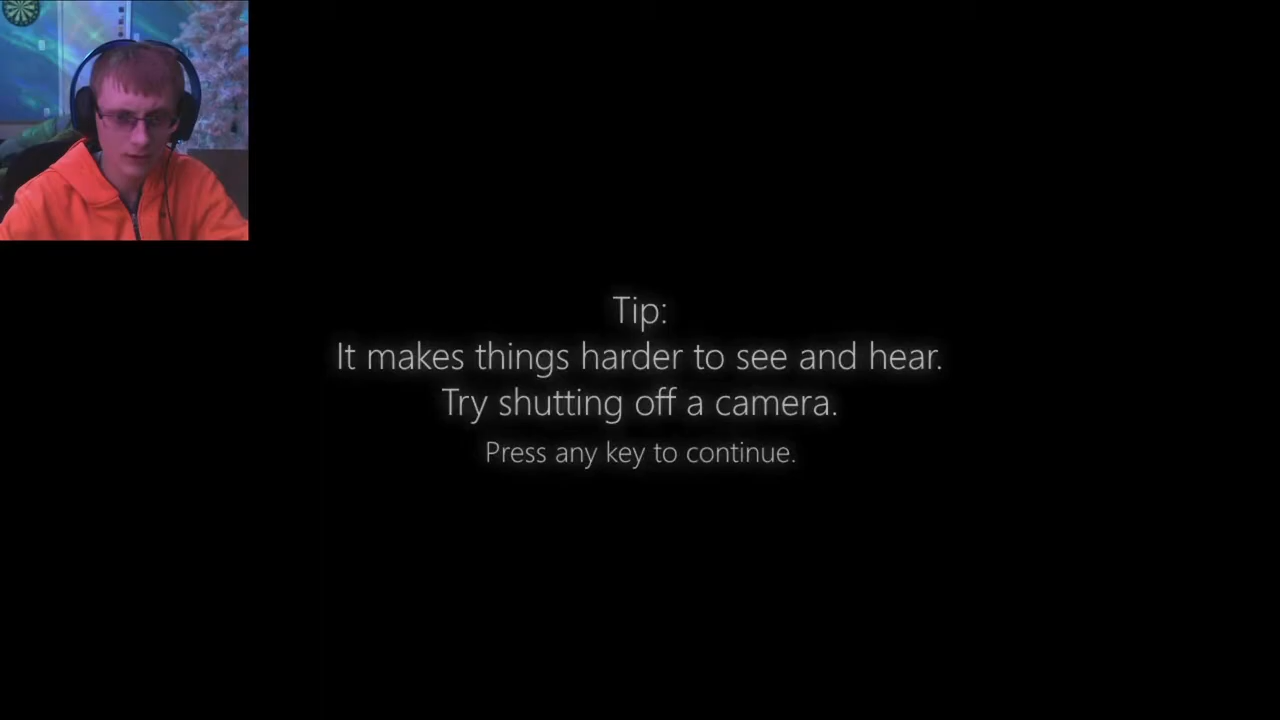 Tip:
It makes things harder to see and hear.
Try shutting off a camera.
Press any key to continue.